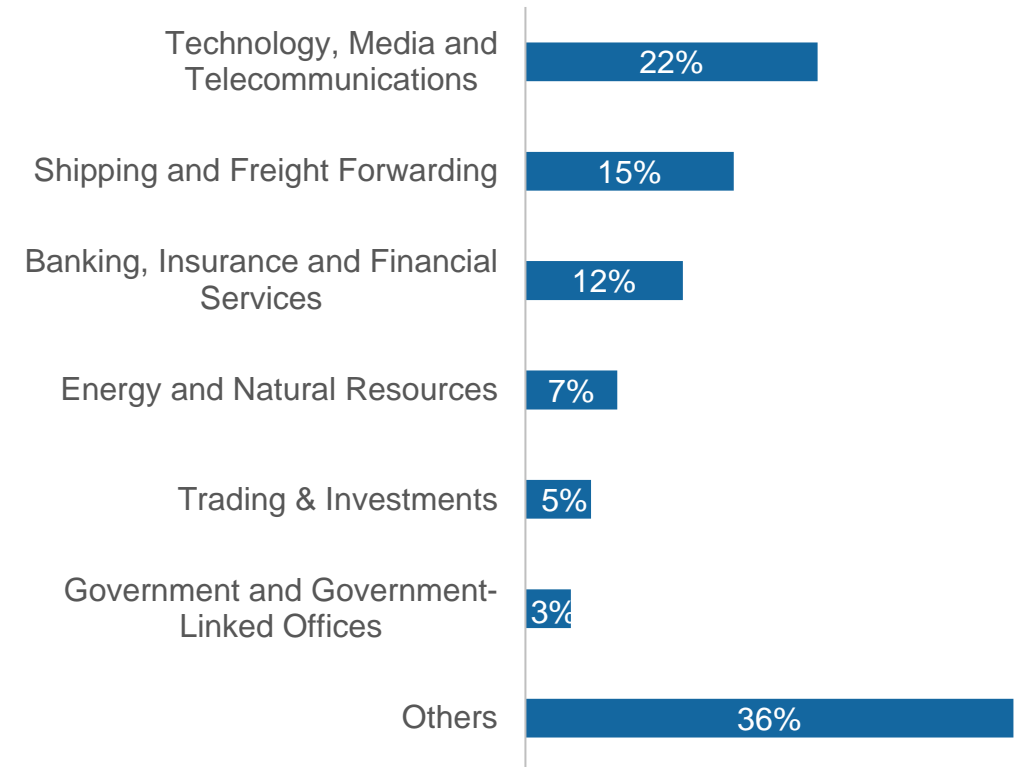 Technology, Media and
Telecommunications
22%
Shipping and Freight Forwarding
15%
Banking, Insurance and Financial
Services
12%
Energy and Natural Resources
7%
Trading & Investments
5%
Government and Government-
Linked Offices
3%
Others
36%